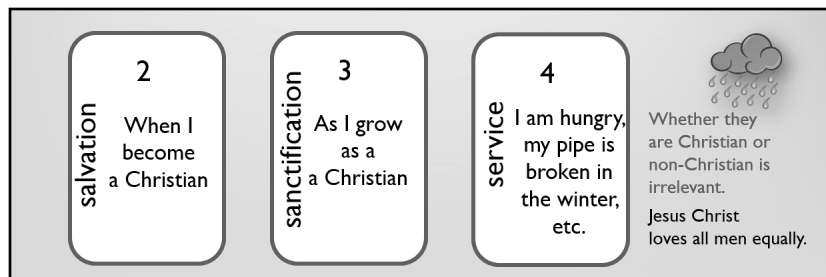 salvation
2
When I
become
a Christian
sanctification
3
As I grow
as a
a Christian
service
4
I am hungry,
my pipe is
broken in
the winter,
etc.
Whether they
are Christian or
non-Christian is
irrelevant.
Jesus Christ
loves all men equally.